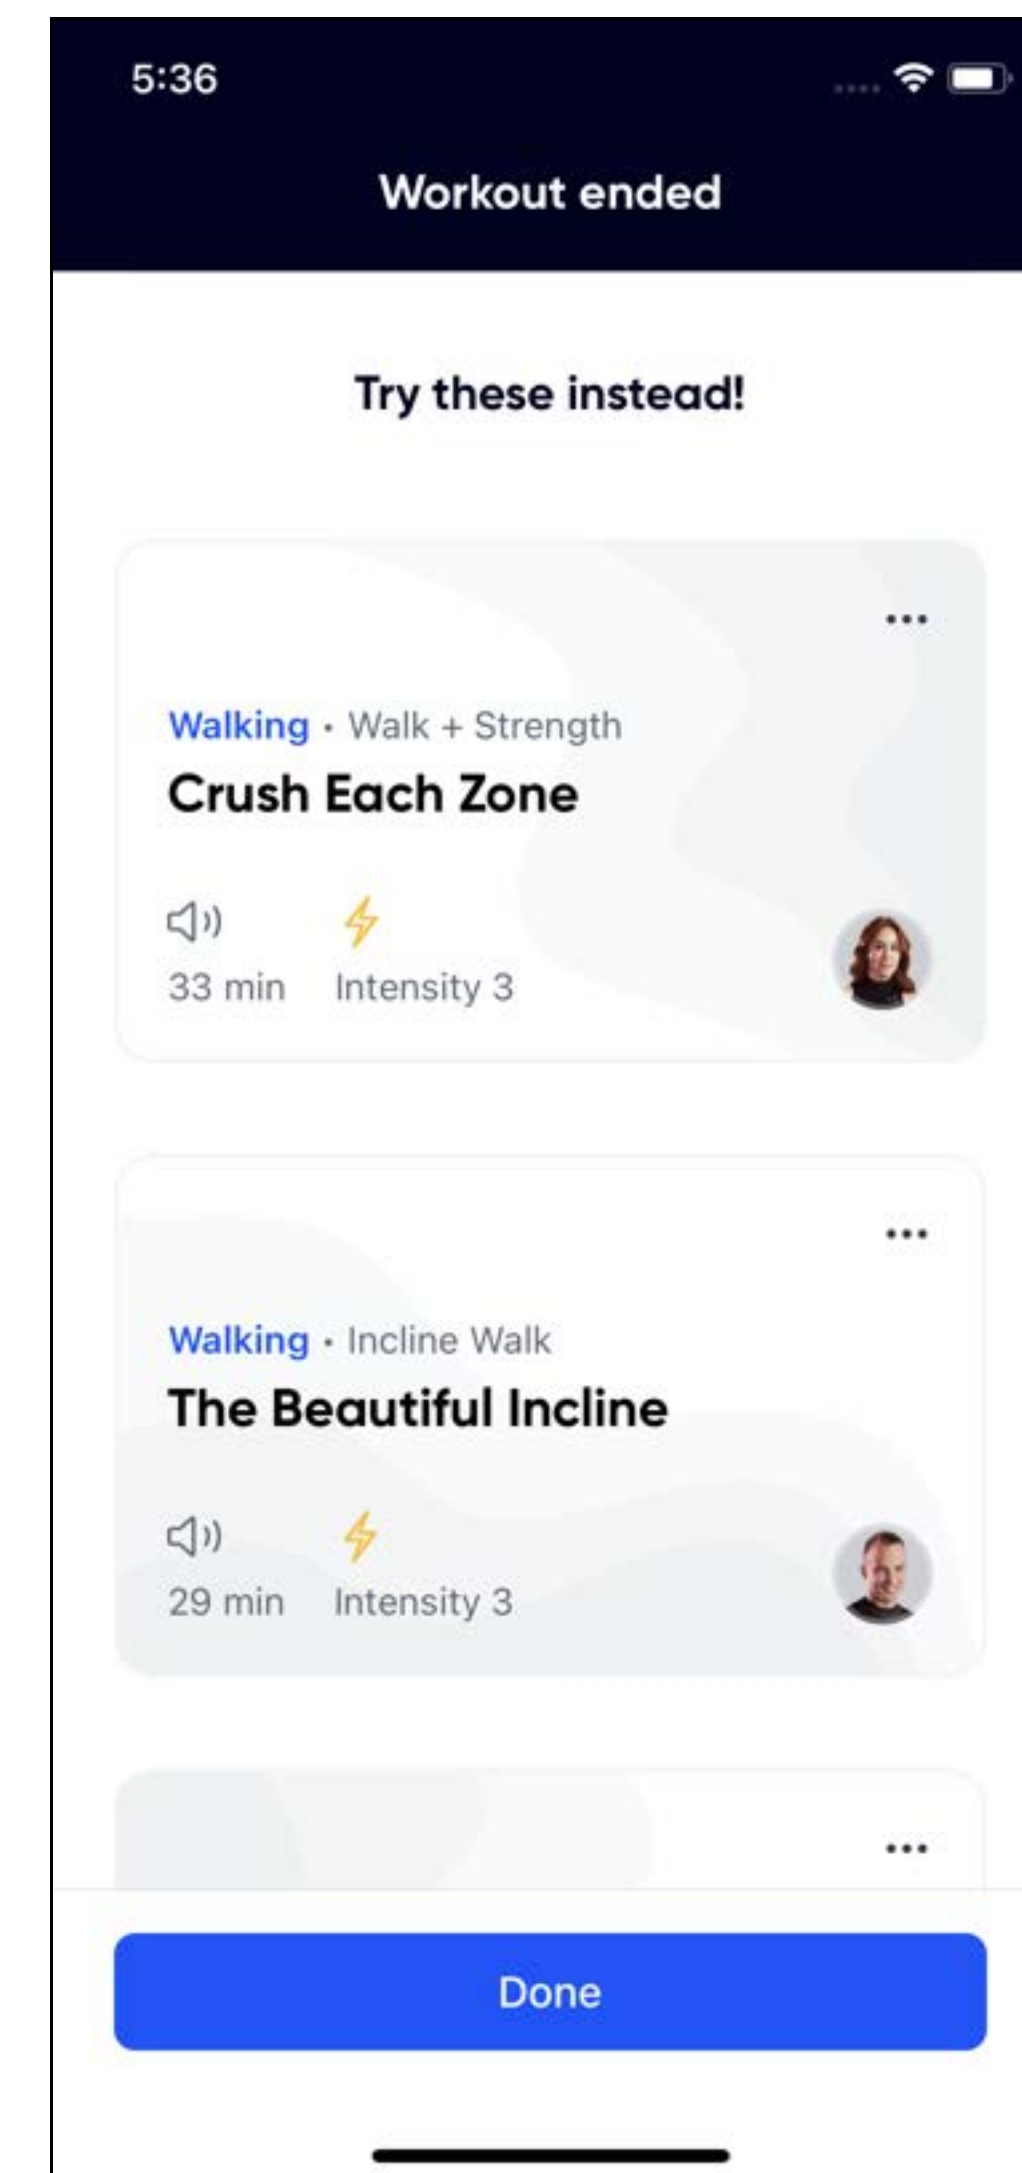 5:36
Workout ended
Try these instead!
Walking • Walk + Strength
Crush Each Zone
33 min Intensity 3
Walking • Incline Walk
The Beautiful Incline
29 min Intensity 3
Done